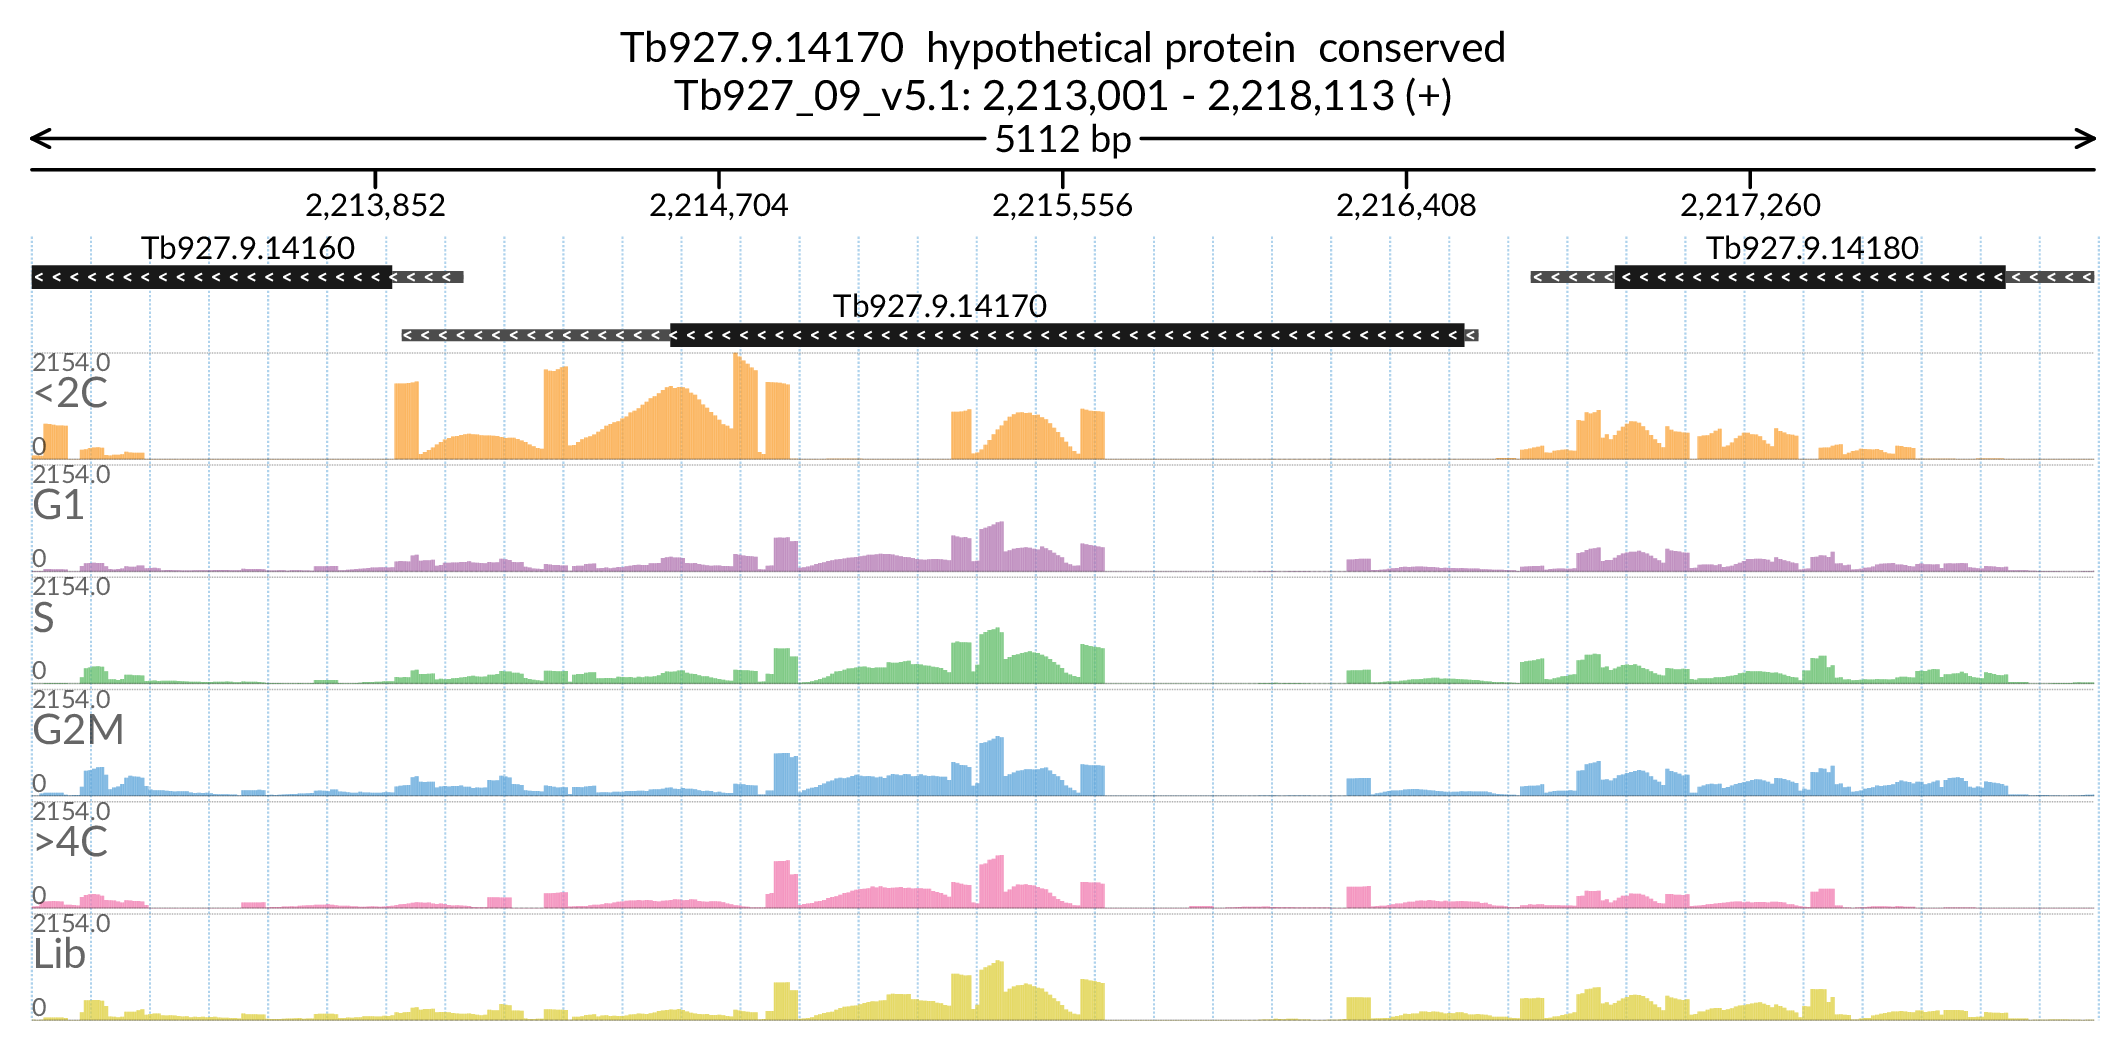 Tb927.9.14170 hypothetical protein conserved
Tb927_09_v5.1: 2,213,001 - 2,218,113 (+)
5112 bp
2,213,852 2,214,704 2,215,556 2,216,408 2,217,260
Tb927.9.14160 Tb927.9.14180
Tb927.9.14170
2154.0
<2C
0
2154.0
G1
0
2154.0
S
0
2154.0
G2M
0
2154.0
>4C
0
2154.0
Lib
0